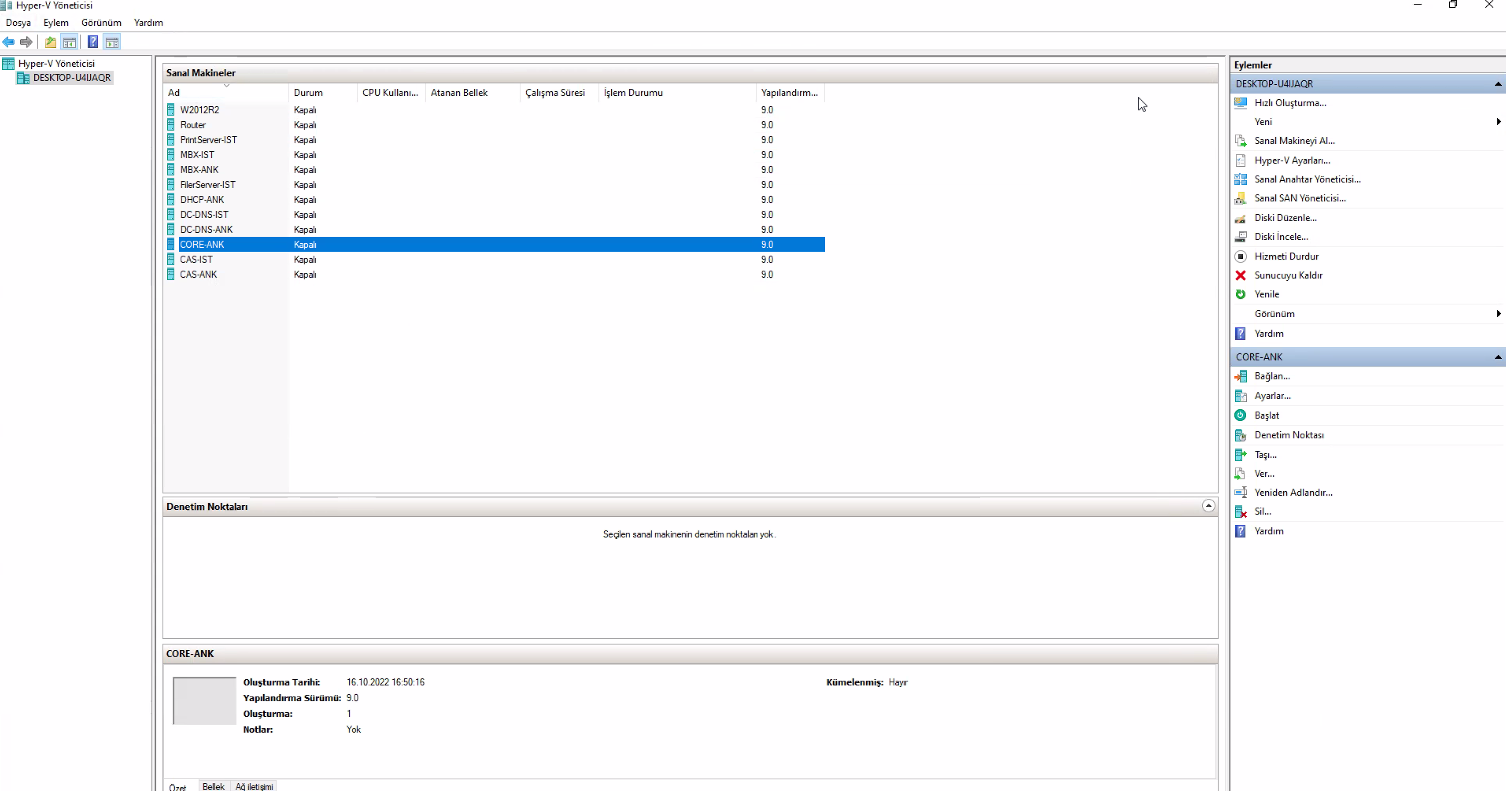 Hyper-V Yöneticisi
Dosya Eylem Görünüm Yardım
Hyper-V Yöneticisi
DESKTOP-U4IJAQR
Sanal Makineler
Ad Durum CPU Kullanı... Atanan Bellek Çalışma Süresi İşlem Durumu Yapılandırm...
W2012R2 Kapalı 9.0
Router Kapalı 9.0
PrintServer-IST Kapalı 9.0
MBX-IST Kapalı 9.0
MBX-ANK Kapalı 9.0
FilerServer-IST Kapalı 9.0
DHCP-ANK Kapalı 9.0
DC-DNS-IST Kapalı 9.0
DC-DNS-ANK Kapalı 9.0
CORE-ANK Kapalı 9.0
CAS-IST Kapalı 9.0
CAS-ANK Kapalı 9.0
Denetim Noktaları
Seçilen sanal makinenin denetim noktaları yok.
CORE-ANK
Oluşturma Tarihi: 16.10.2022 16:50:16 Kümelenmiş: Hayır
Yapılandırma Sürümü: 9.0
Oluşturma: 1
Notlar: Yok
Özet Bellek Ağ iletişimi
Eylemler
DESKTOP-U4IJAQR
Hızlı Oluşturma...
Yeni
Sanal Makineyi Al...
Hyper-V Ayarları...
Sanal Anahtar Yöneticisi...
Sanal SAN Yöneticisi...
Diski Düzenle...
Diski İncele...
Hizmeti Durdur
Sunucuyu Kaldır
Yenile
Görünüm
Yardım
CORE-ANK
Bağlan...
Ayarlar...
Başlat
Denetim Noktası
Taşı...
Ver...
Yeniden Adlandır...
Sil...
Yardım